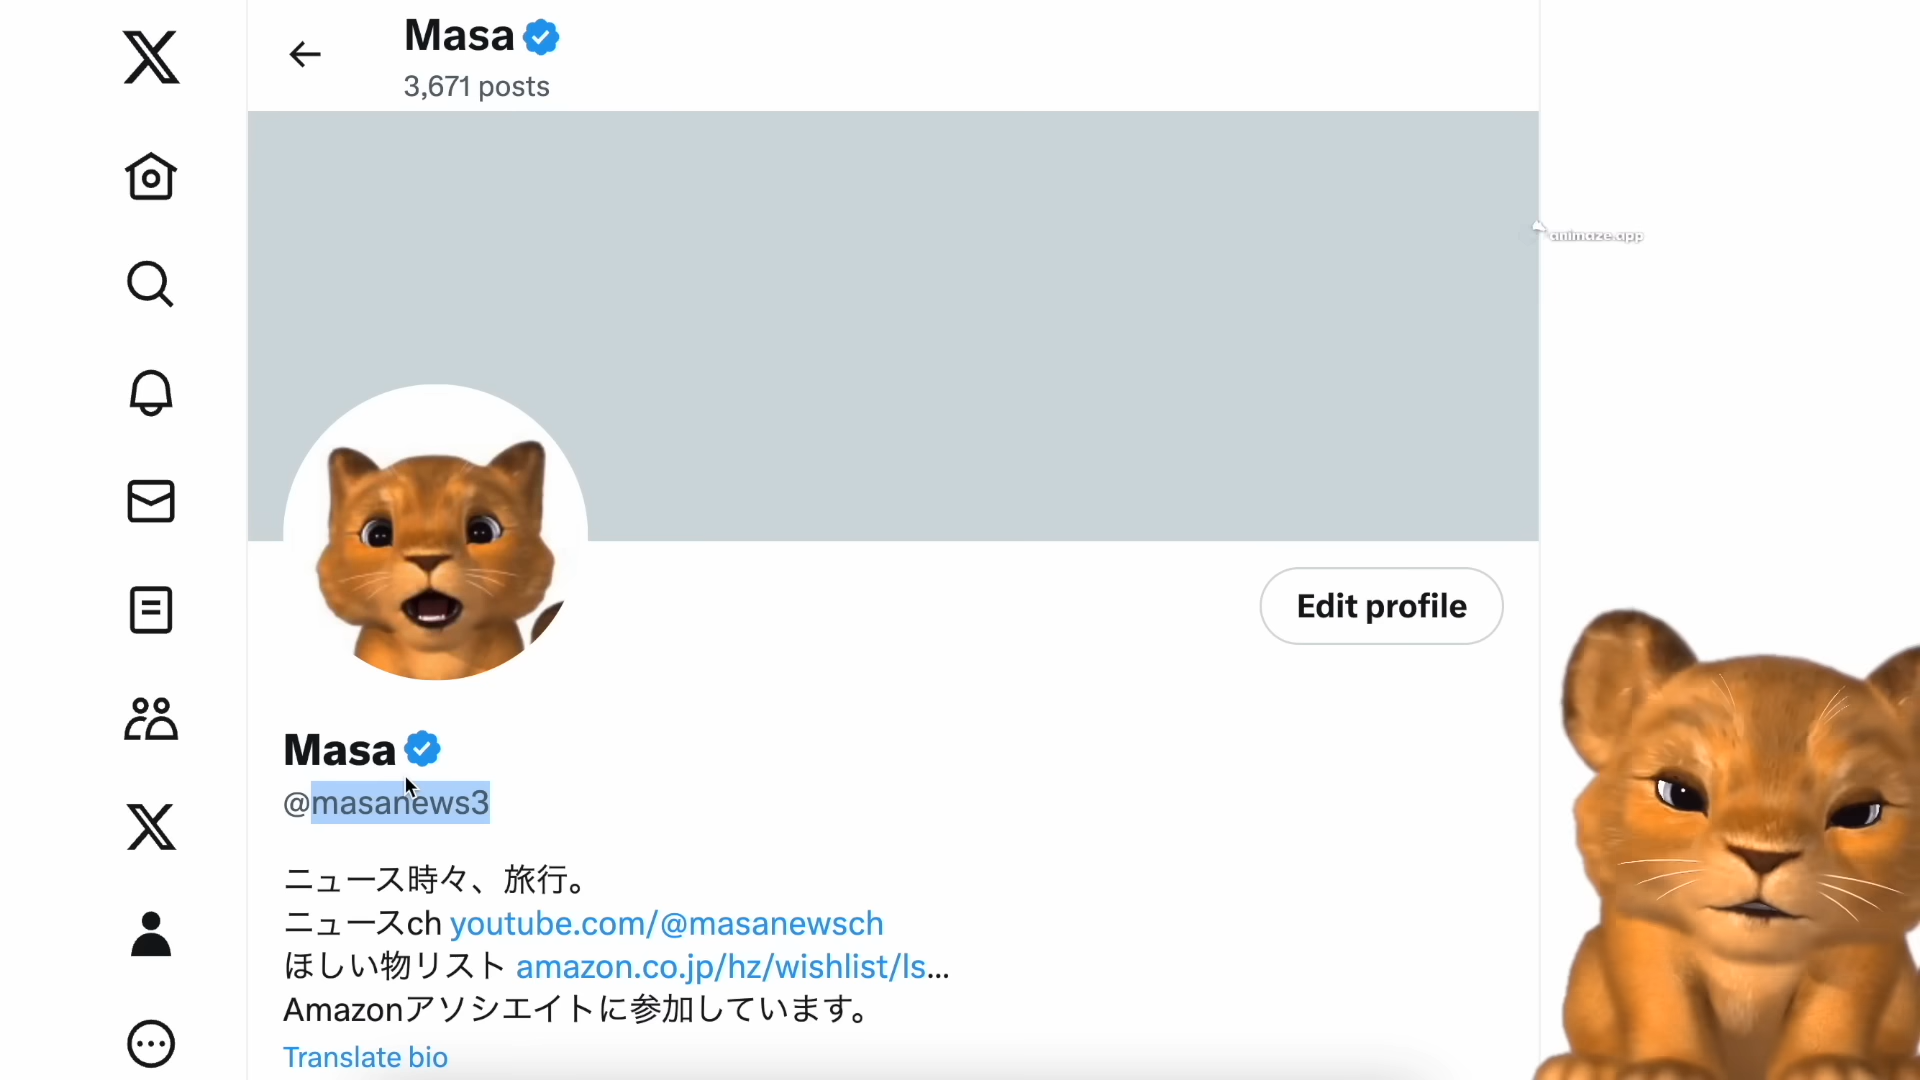 Masa
3,671 posts
animaze.app
Edit profile
Masa
@masanews3
ニュース時々、旅行。
ニュースch youtube.com/@masanewsch
ほしい物リスト amazon.co.jp/hz/wishlist/ls…
Amazonアソシエイトに参加しています。
Translate bio